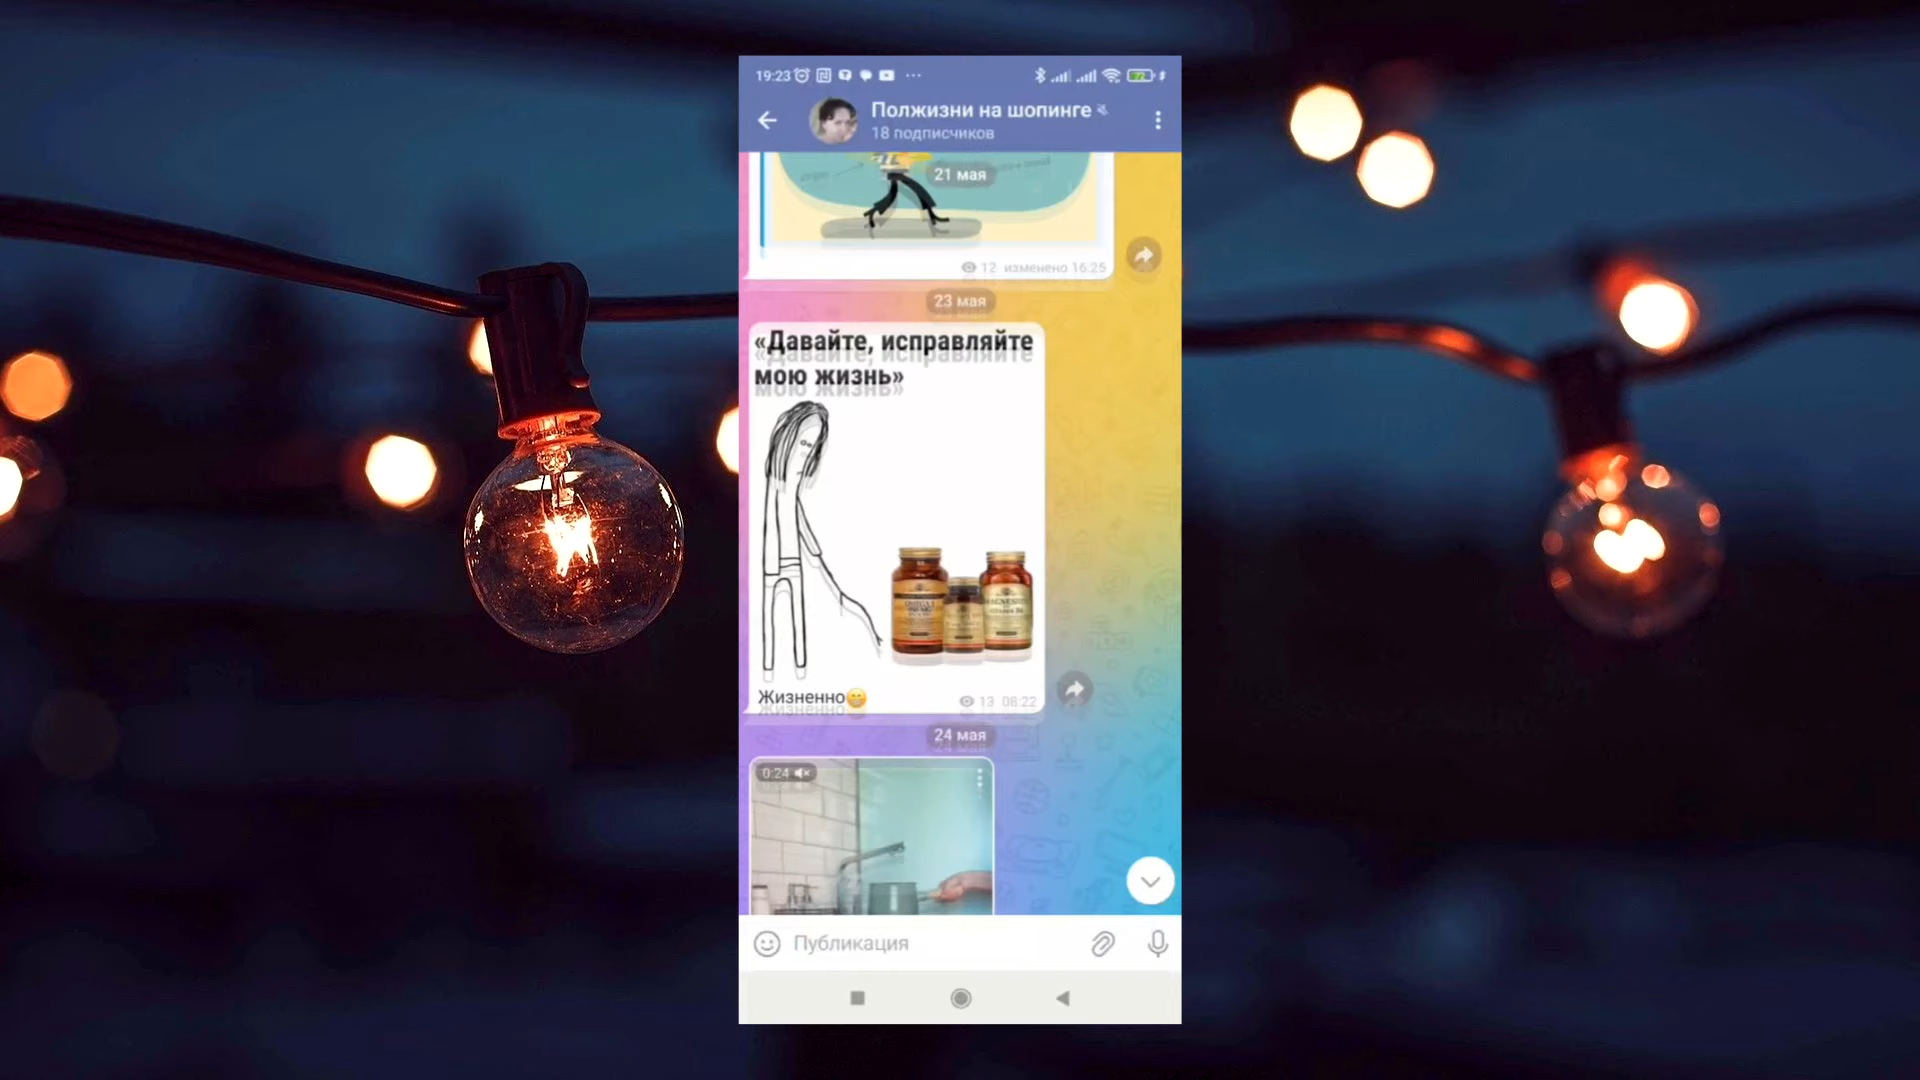 19:23
Полжизни на шопинге
18 подписчиков
21 мая
12 изменено 16:25
23 мая
«Давайте, исправляйте
мою жизнь»
Жизненно
13 08:22
24 мая
0:24
Публикация